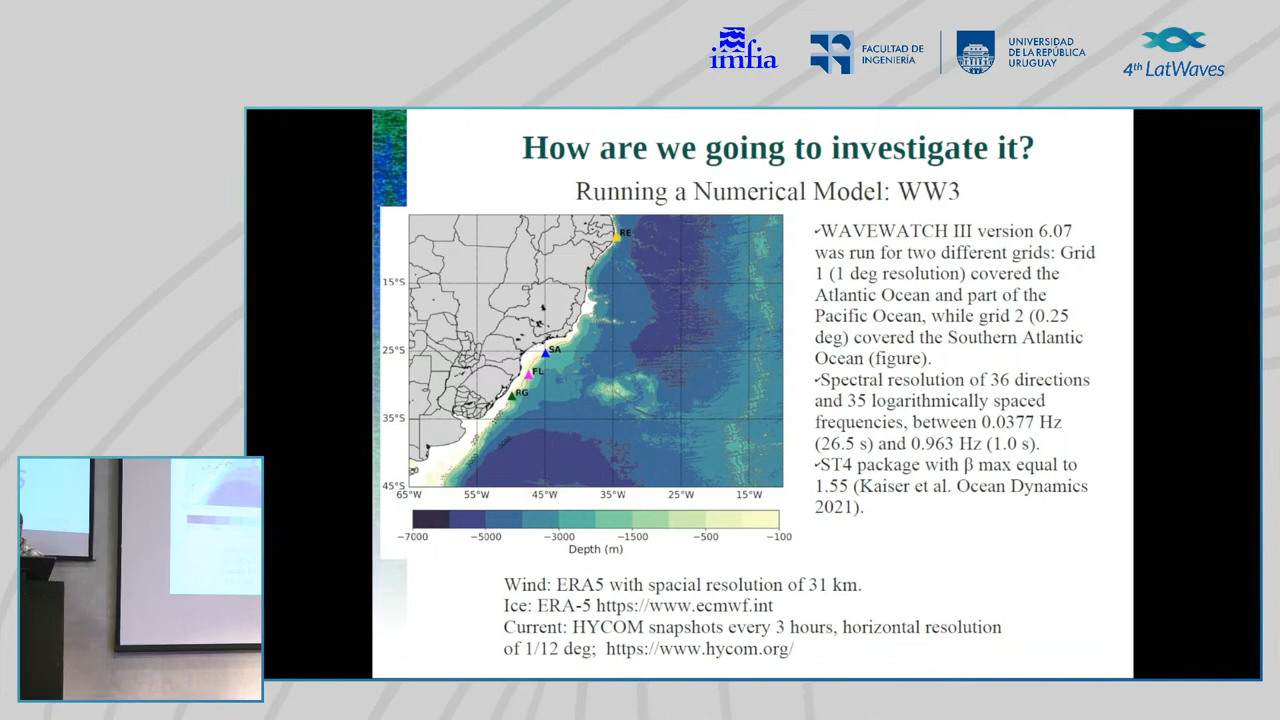 imfia
FACULTAD DE
INGENIERÍA
UNIVERSIDAD
DE LA REPÚBLICA
URUGUAY
4th LatWaves
How are we going to investigate it?
Running a Numerical Model: WW3
RE
SA
FL
RG
15°S
25°S
35°S
45°S
65°W 55°W 45°W 35°W 25°W 15°W
−7000 −5000 −3000 −1500 −500 −100
Depth (m)
✓WAVEWATCH III version 6.07
was run for two different grids: Grid
1 (1 deg resolution) covered the
Atlantic Ocean and part of the
Pacific Ocean, while grid 2 (0.25
deg) covered the Southern Atlantic
Ocean (figure).
✓Spectral resolution of 36 directions
and 35 logarithmically spaced
frequencies, between 0.0377 Hz
(26.5 s) and 0.963 Hz (1.0 s).
✓ST4 package with β max equal to
1.55 (Kaiser et al. Ocean Dynamics
2021).
Wind: ERA5 with spacial resolution of 31 km.
Ice: ERA-5 https://www.ecmwf.int
Current: HYCOM snapshots every 3 hours, horizontal resolution
of 1/12 deg; https://www.hycom.org/